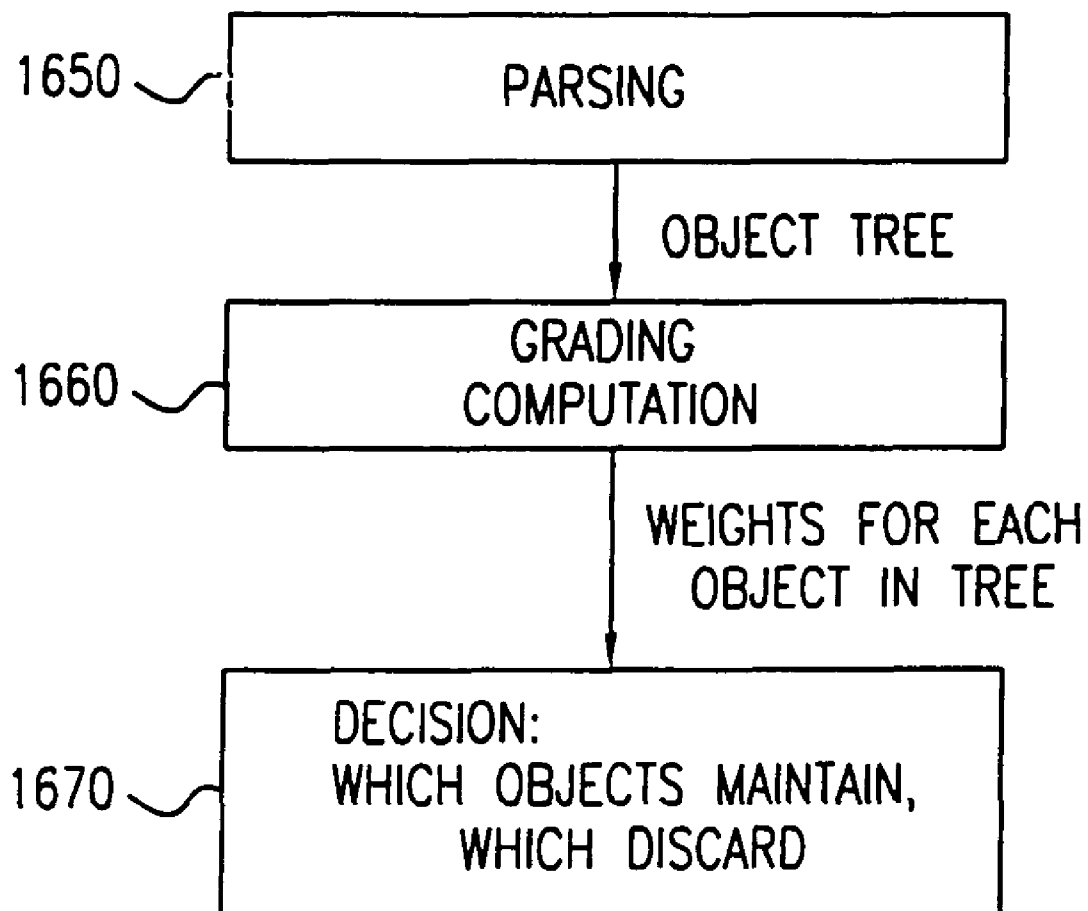 1650
PARSING
OBJECT TREE
1660
GRADING
COMPUTATION
WEIGHTS FOR EACH
OBJECT IN TREE
1670
DECISION:
WHICH OBJECTS MAINTAIN,
WHICH DISCARD